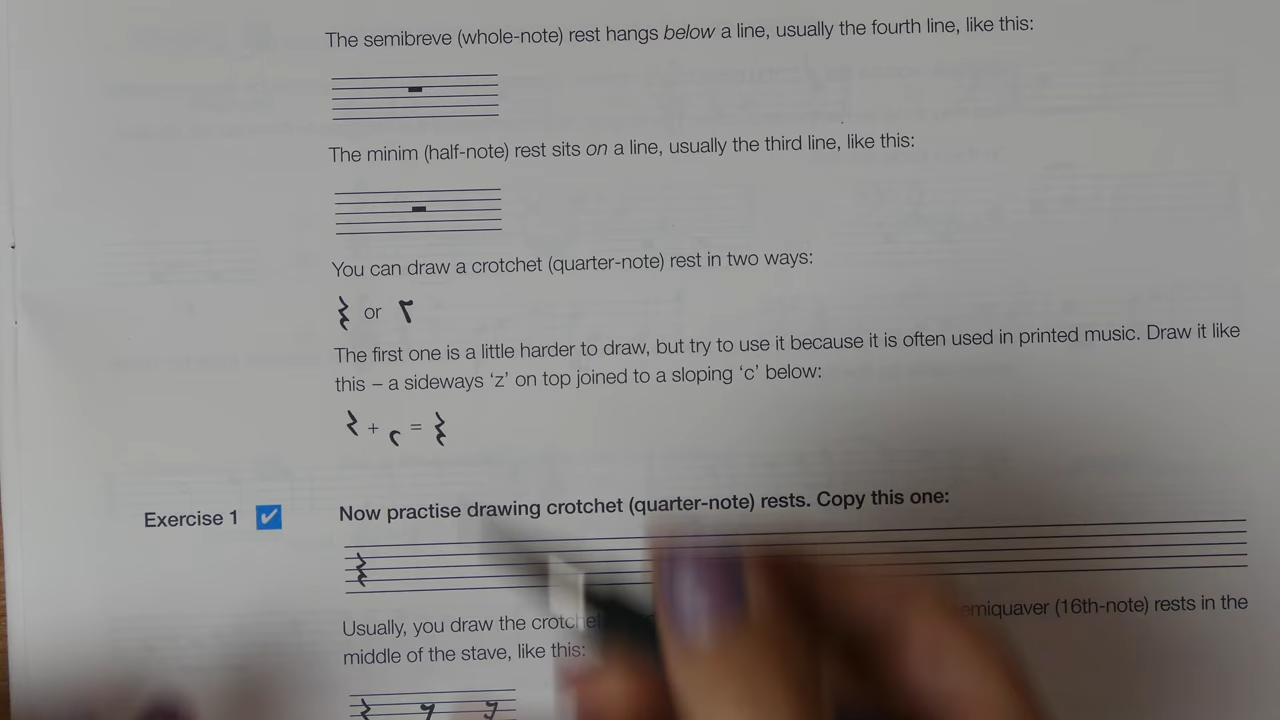 The semibreve (whole-note) rest hangs below a line, usually the fourth line, like this:
The minim (half-note) rest sits on a line, usually the third line, like this:
You can draw a crotchet (quarter-note) rest in two ways:
or
The first one is a little harder to draw, but try to use it because it is often used in printed music. Draw it like
this – a sideways ‘z’ on top joined to a sloping ‘c’ below:
+ =
Exercise 1 Now practise drawing crotchet (quarter-note) rests. Copy this one:
Usually, you draw the (16th-note) rests in the
middle of the stave, like this: